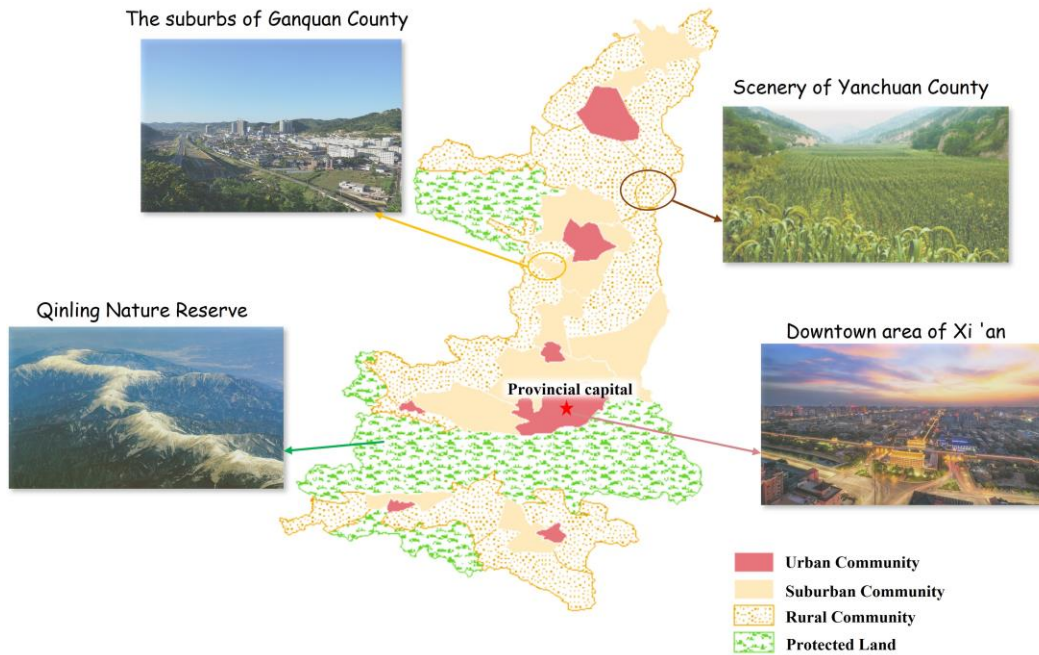 The suburbs of Ganquan County
Scenery of Yanchuan County
Qinling Nature Reserve
Downtown area of Xi 'an
Provincial capital
Urban Community
Suburban Community
Rural Community
Protected Land